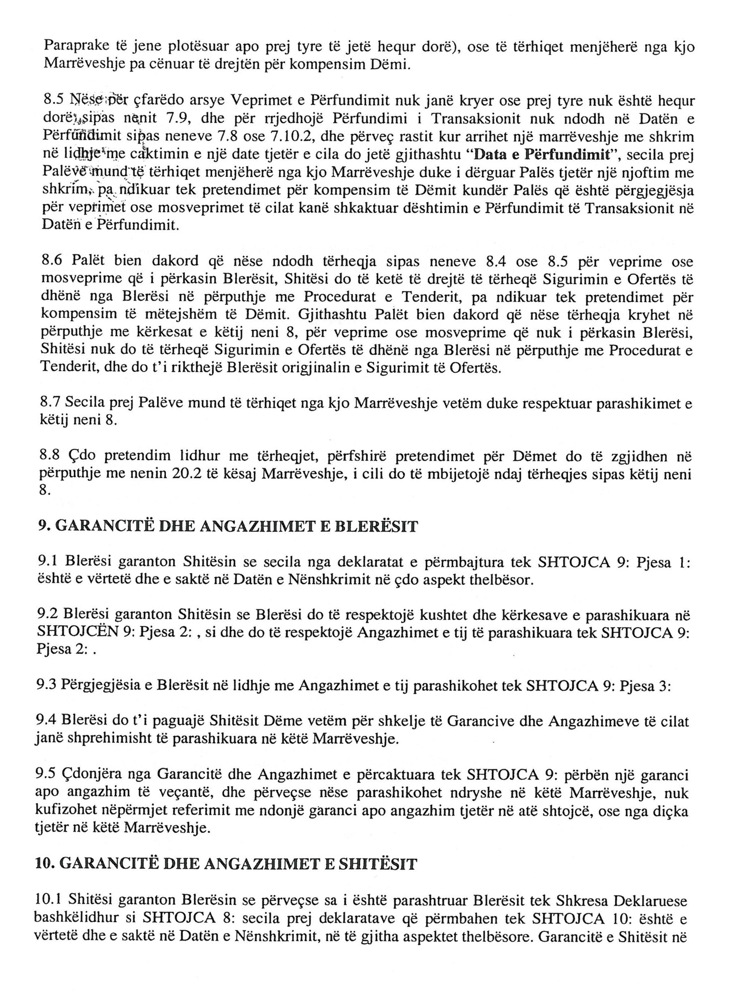 Paraprake të jene plotësuar apo prej tyre të jetë hequr dorë), ose të tërhiqet menjëherë nga kjo
Marrëveshje pa cënuar të drejtën për kompensim Dëmi.
8.5 Nëse për çfarëdo arsye Veprimet e Përfundimit nuk janë kryer ose prej tyre nuk është hequr
dorë, sipas nenit 7.9, dhe për rrjedhojë Përfundimi i Transaksionit nuk ndodh në Datën e
Përfundimit sipas neneve 7.8 ose 7.10.2, dhe përveç rastit kur arrihet një marrëveshje me shkrim
në lidhje me caktimin e një date tjetër e cila do jetë gjithashtu “Data e Përfundimit”, secila prej
Palëve mund të tërhiqet menjëherë nga kjo Marrëveshje duke i dërguar Palës tjetër një njoftim me
shkrim, pa ndikuar tek pretendimet për kompensim të Dëmit kundër Palës që është përgjegjësja
për veprimet ose mosveprimet të cilat kanë shkaktuar dështimin e Përfundimit të Transaksionit në
Datën e Përfundimit.
8.6 Palët bien dakord që nëse ndodh tërheqja sipas neneve 8.4 ose 8.5 për veprime ose
mosveprime që i përkasin Blerësit, Shitësi do të ketë të drejtë të tërheqë Sigurimin e Ofertës të
dhënë nga Blerësi në përputhje me Procedurat e Tenderit, pa ndikuar tek pretendimet për
kompensim të mëtejshëm të Dëmit. Gjithashtu Palët bien dakord që nëse tërheqja kryhet në
përputhje me kërkesat e këtij neni 8, për veprime ose mosveprime që nuk i përkasin Blerësi,
Shitësi nuk do të tërheqë Sigurimin e Ofertës të dhënë nga Blerësi në përputhje me Procedurat e
Tenderit, dhe do t’i rikthejë Blerësit origjinalin e Sigurimit të Ofertës.
8.7 Secila prej Palëve mund të tërhiqet nga kjo Marrëveshje vetëm duke respektuar parashikimet e
këtij neni 8.
8.8 Çdo pretendim lidhur me tërheqjet, përfshirë pretendimet për Dëmet do të zgjidhen në
përputhje me nenin 20.2 të kësaj Marrëveshje, i cili do të mbijetojë ndaj tërheqjes sipas këtij neni
8.
9. GARANCITË DHE ANGAZHIMET E BLERËSIT
9.1 Blerësi garanton Shitësin se secila nga deklaratat e përmbajtura tek SHTOJCA 9: Pjesa 1:
është e vërtetë dhe e saktë në Datën e Nënshkrimit në çdo aspekt thelbësor.
9.2 Blerësi garanton Shitësin se Blerësi do të respektojë kushtet dhe kërkesave e parashikuara në
SHTOJCËN 9: Pjesa 2: , si dhe do të respektojë Angazhimet e tij të parashikuara tek SHTOJCA 9:
Pjesa 2: .
9.3 Përgjegjësia e Blerësit në lidhje me Angazhimet e tij parashikohet tek SHTOJCA 9: Pjesa 3:
9.4 Blerësi do t’i paguajë Shitësit Dëme vetëm për shkelje të Garancive dhe Angazhimeve të cilat
janë shprehimisht të parashikuara në këtë Marrëveshje.
9.5 Çdonjëra nga Garancitë dhe Angazhimet e përcaktuara tek SHTOJCA 9: përbën një garanci
apo angazhim të veçantë, dhe përveçse nëse parashikohet ndryshe në këtë Marrëveshje, nuk
kufizohet nëpërmjet referimit me ndonjë garanci apo angazhim tjetër në atë shtojcë, ose nga diçka
tjetër në këtë Marrëveshje.
10. GARANCITË DHE ANGAZHIMET E SHITËSIT
10.1 Shitësi garanton Blerësin se përveçse sa i është parashtruar Blerësit tek Shkresa Deklaruese
bashkëlidhur si SHTOJCA 8: secila prej deklaratave që përmbahen tek SHTOJCA 10: është e
vërtetë dhe e saktë në Datën e Nënshkrimit, në të gjitha aspektet thelbësore. Garancitë e Shitësit në